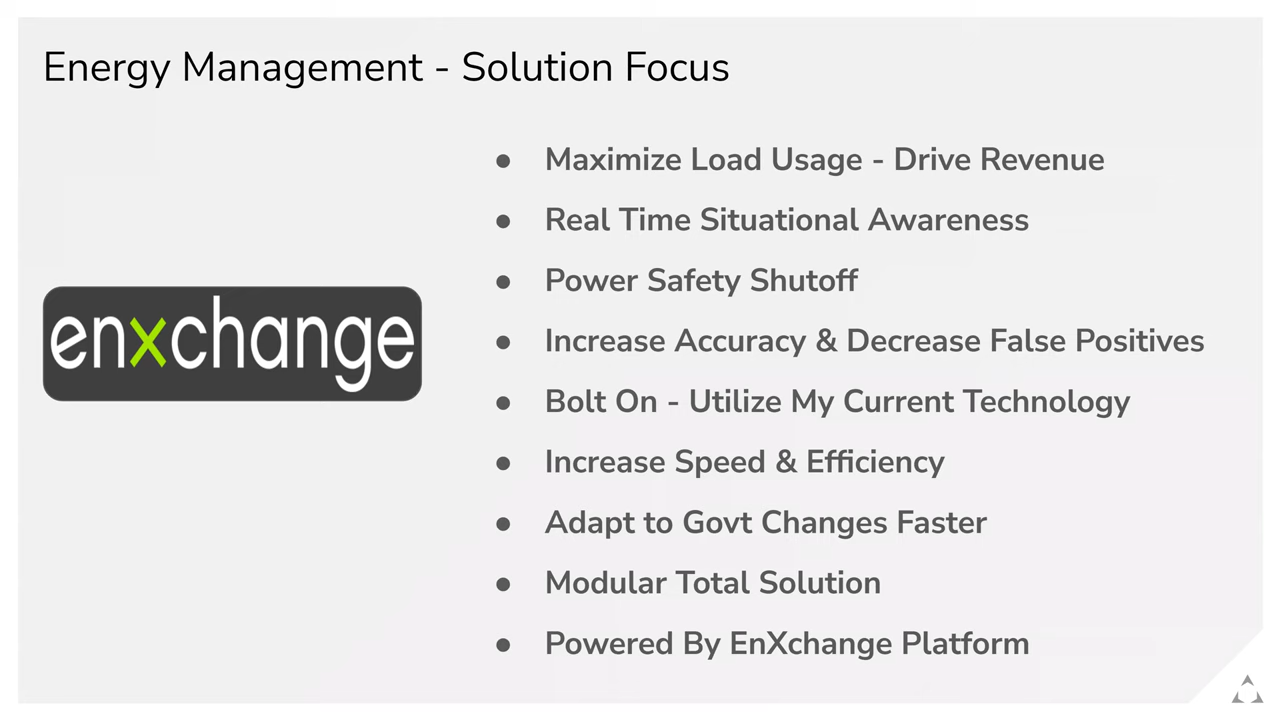 Energy Management - Solution Focus
enxchange
● Maximize Load Usage - Drive Revenue
● Real Time Situational Awareness
● Power Safety Shutoff
● Increase Accuracy & Decrease False Positives
● Bolt On - Utilize My Current Technology
● Increase Speed & Efficiency
● Adapt to Govt Changes Faster
● Modular Total Solution
● Powered By EnXchange Platform